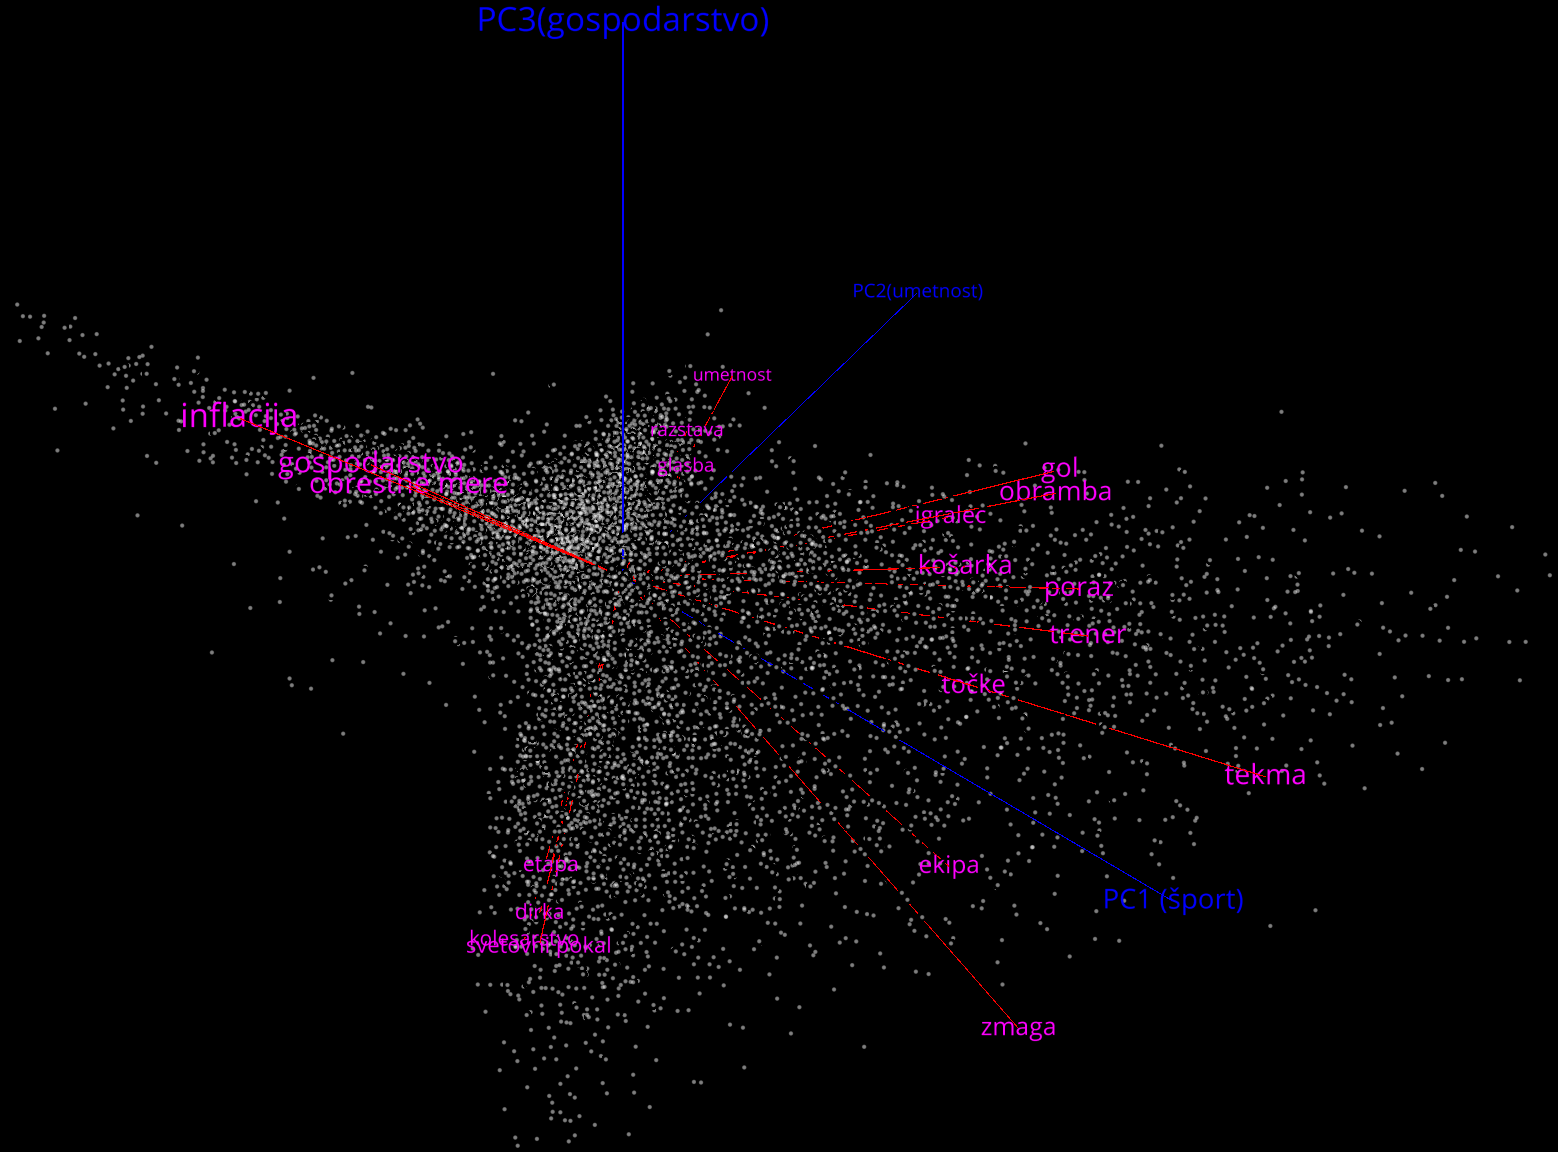 PC3(gospodarstvo)
PC2(umetnost)
umetnost
inflacija
razstava
gospodarstvo
glasba
gol
obrestne mere
obramba
igralec
košarka
poraz
trener
točke
tekma
etapa
ekipa
PC1 (šport)
dirka
kolesarstvo
svetovni pokal
zmaga